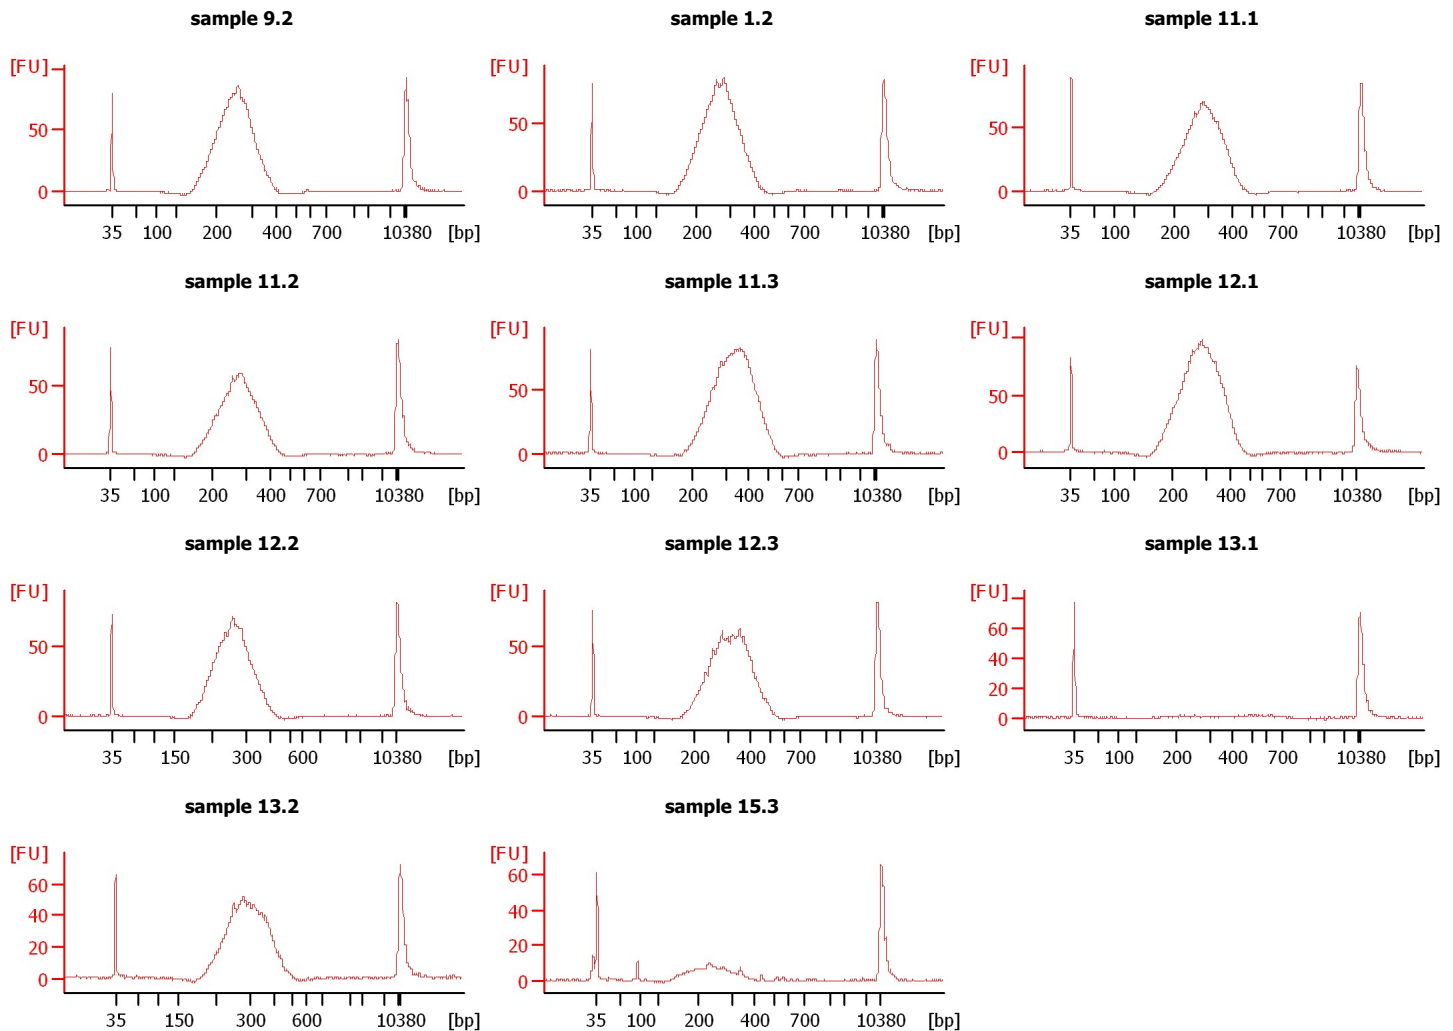 sample 9.2
sample 1.2
sample 11.1
[FU]
50
0
35 100 200 400 700 10380 [bp]
[FU]
50
0
35 100 200 400 700 10380 [bp]
[FU]
50
0
35 100 200 400 700 10380 [bp]
sample 11.2
sample 11.3
sample 12.1
[FU]
50
0
35 100 200 400 700 10380 [bp]
[FU]
50
0
35 100 200 400 700 10380 [bp]
[FU]
50
0
35 100 200 400 700 10380 [bp]
sample 12.2
sample 12.3
sample 13.1
[FU]
50
0
35 150 300 600 10380 [bp]
[FU]
50
0
35 100 200 400 700 10380 [bp]
[FU]
60
40
20
0
35 100 200 400 700 10380 [bp]
sample 13.2
sample 15.3
[FU]
60
40
20
0
35 150 300 600 10380 [bp]
[FU]
60
40
20
0
35 100 200 400 700 10380 [bp]